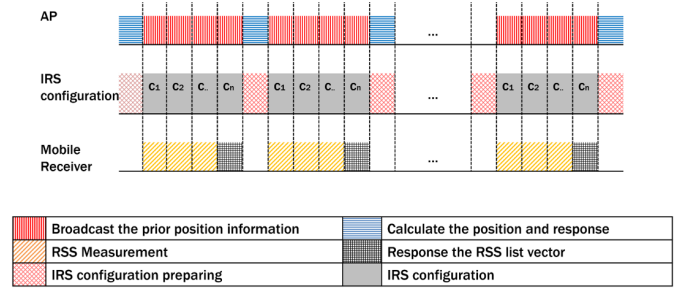 AP
...
IRS
configuration
C1 C2 C.. Cn C1 C2 C.. Cn ... C1 C2 C.. Cn
Mobile
Receiver
...
Broadcast the prior position information
Calculate the position and response
RSS Measurement
Response the RSS list vector
IRS configuration preparing
IRS configuration